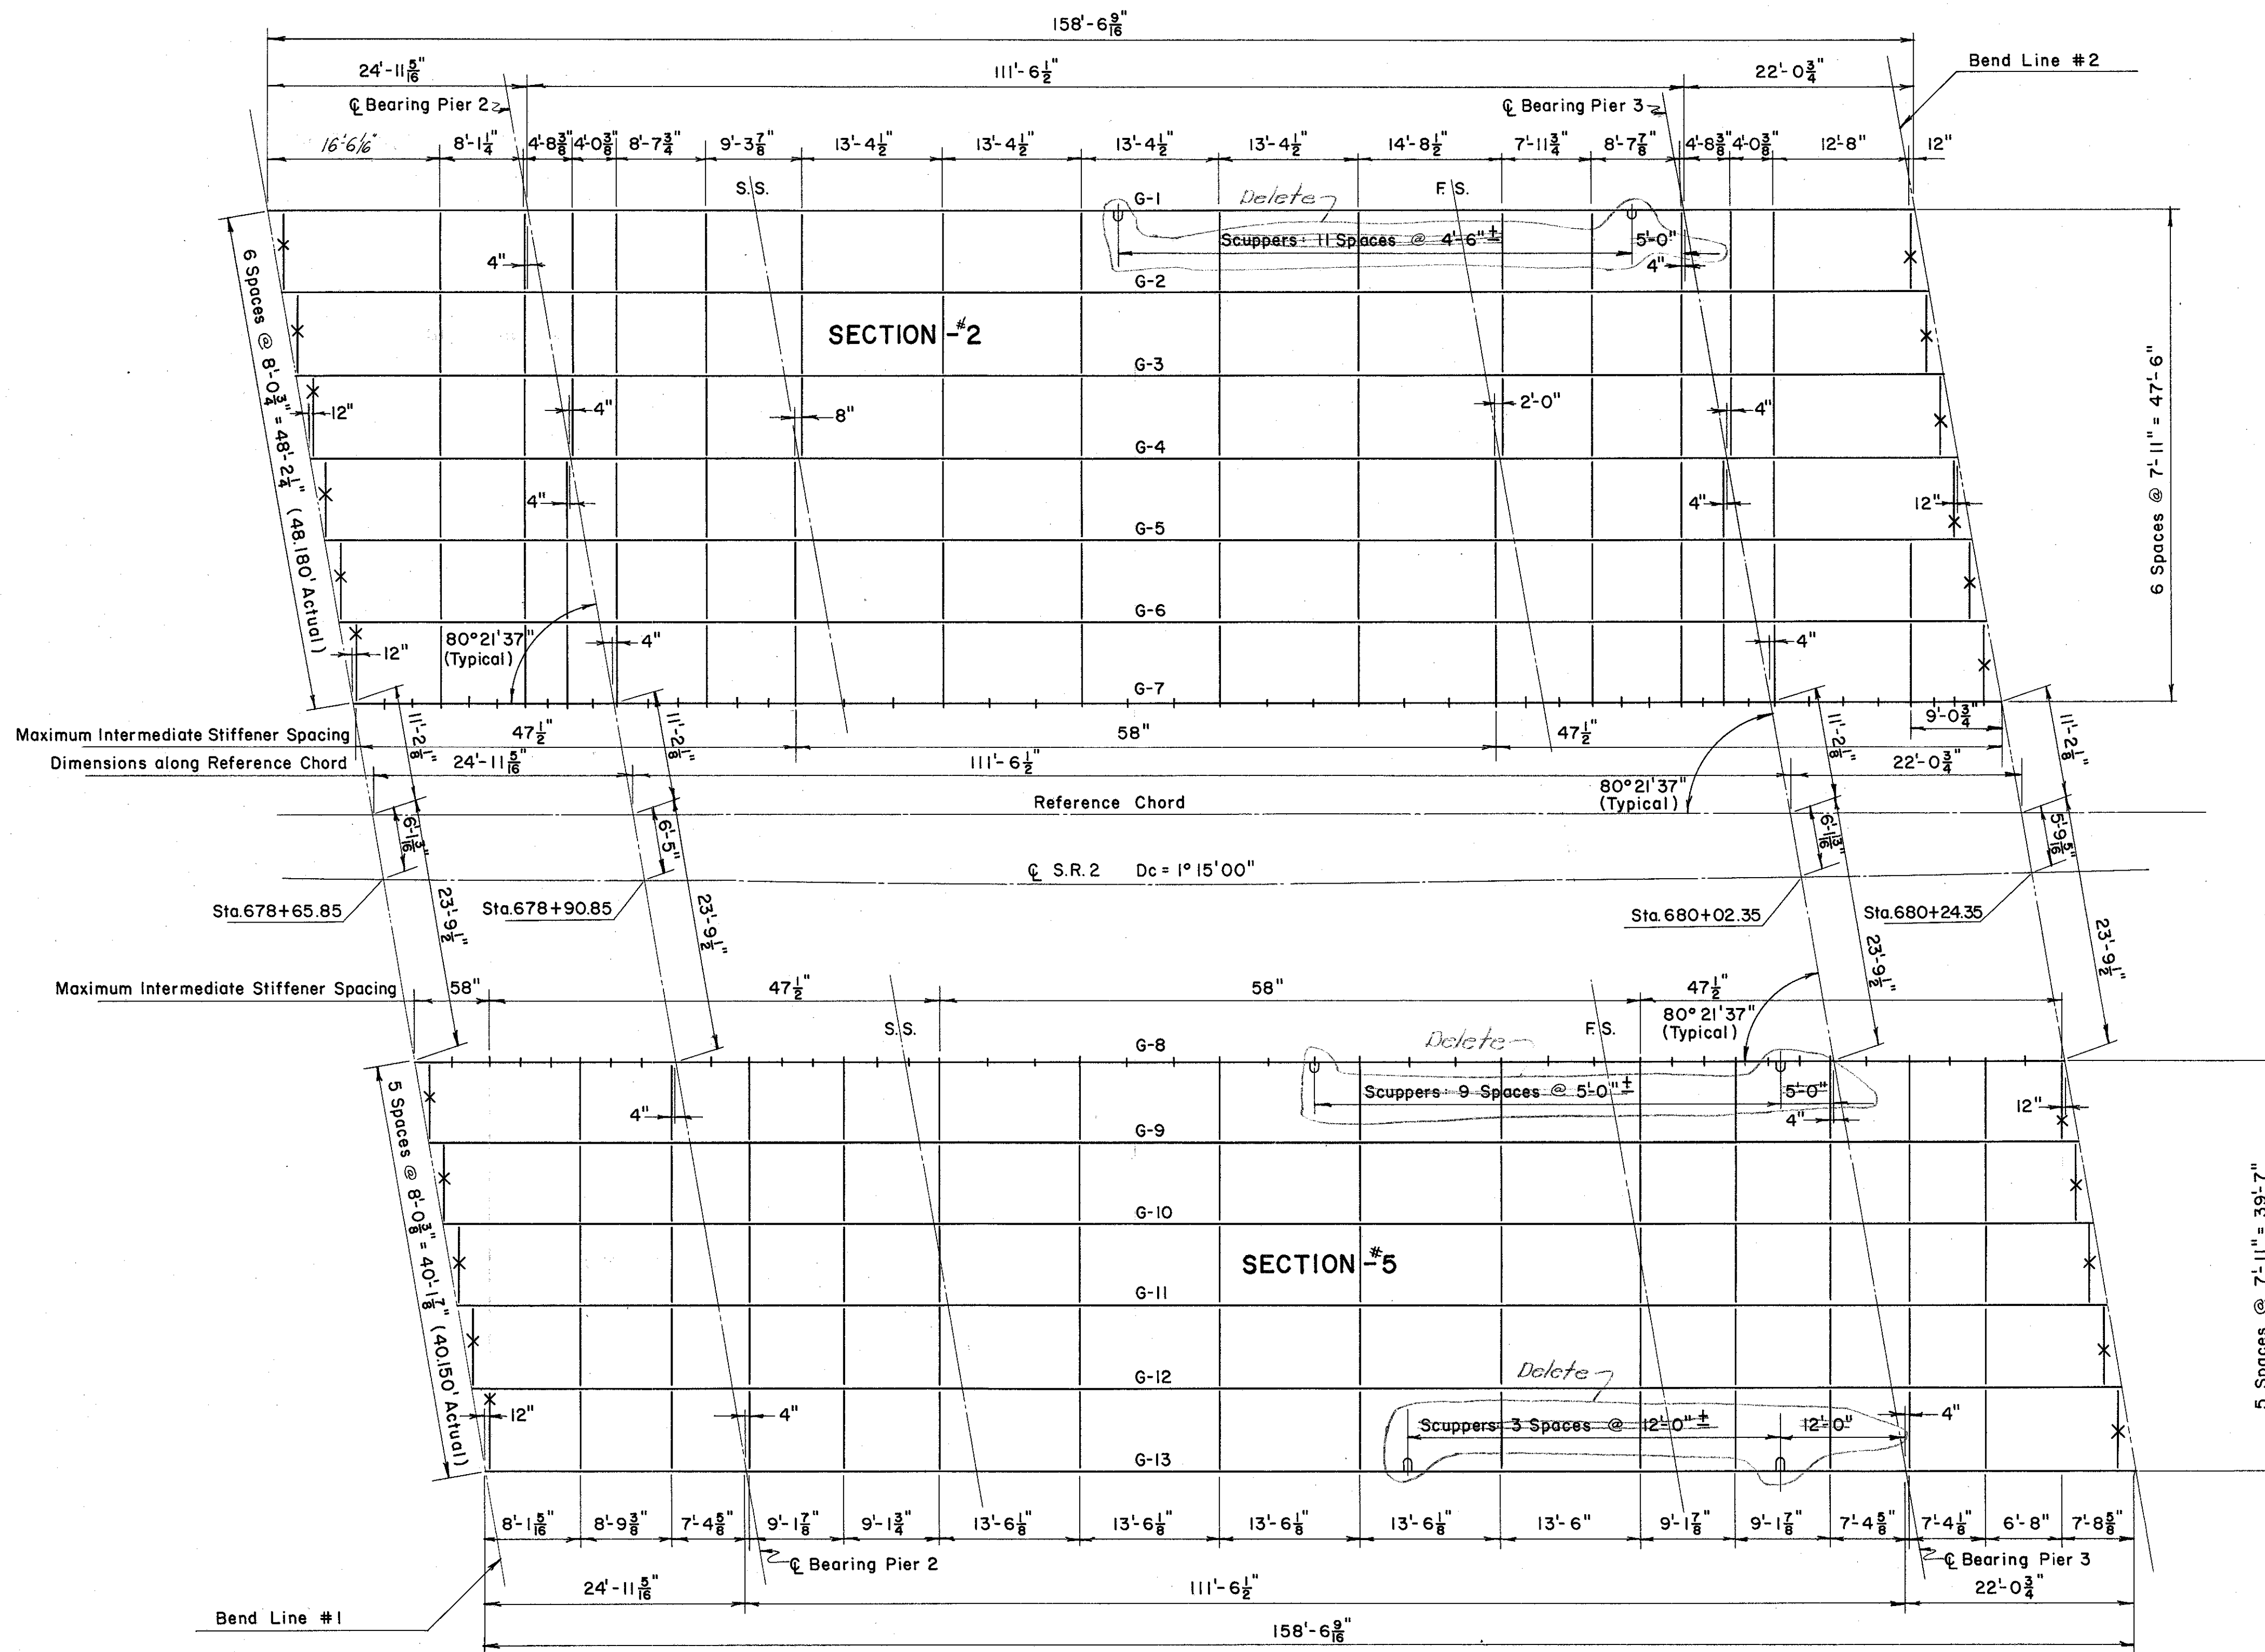 158'-6 9/16"
24'-11 5/16" 111'-6 1/2" 22'-0 3/4" Bend Line #2
℄ Bearing Pier 2 ℄ Bearing Pier 3
16'-6 1/16" 8'-1 1/4" 4'-8 3/8" 4'-0 3/8" 8'-7 3/4" 9'-3 7/8" 13'-4 1/2" 13'-4 1/2" 13'-4 1/2" 13'-4 1/2" 14'-8 1/2" 7'-11 3/4" 8'-7 7/8" 4'-8 3/8" 4'-0 3/8" 12'-8" 12"
S.S. F.S.
G-1 Delete
Scuppers: 11 Spaces @ 4'-6" ± 5'-0"
4" 4"
G-2
SECTION-#2
G-3
12" 4" 8" 2'-0" 4"
G-4
4" 4" 12"
G-5
G-6
80°21'37" 4" 4"
(Typical)
12"
G-7
6 Spaces @ 8'-0 3/4" = 48'-2 1/4" (48.180' Actual)
6 Spaces @ 7'-11" = 47'-6"
9'-0 3/4"
Maximum Intermediate Stiffener Spacing 47 1/2" 58" 47 1/2"
Dimensions along Reference Chord 24'-11 5/16" 111'-6 1/2" 22'-0 3/4"
11'-2 1/8" 11'-2 1/8" 11'-2 1/8" 11'-2 1/8"
80°21'37"
(Typical)
Reference Chord
6'-1 13/16" 6'-5" 6'-1 13/16" 5'-9 5/16"
℄ S.R.2 Dc = 1°15'00"
Sta.678+65.85 Sta.678+90.85 Sta.680+02.35 Sta.680+24.35
23'-9 1/2" 23'-9 1/2" 23'-9 1/2" 23'-9 1/2"
Maximum Intermediate Stiffener Spacing 58" 47 1/2" 58" 47 1/2"
80°21'37"
(Typical)
S.S. F.S.
G-8 Delete
Scuppers: 9 Spaces @ 5'-0" ± 5'-0"
4" 4" 12"
G-9
G-10
SECTION-#5
G-11
G-12 Delete
12" 4" Scuppers: 3 Spaces @ 12'-0" ± 12'-0" 4"
G-13
5 Spaces @ 8'-0 3/8" = 40'-1 7/8" (40.150' Actual)
5 Spaces @ 7'-11" = 39'-7"
8'-1 5/16" 8'-9 3/8" 7'-4 5/8" 9'-1 7/8" 9'-1 3/4" 13'-6 1/8" 13'-6 1/8" 13'-6 1/8" 13'-6 1/8" 13'-6" 9'-1 7/8" 9'-1 7/8" 7'-4 5/8" 7'-4 1/8" 6'-8" 7'-8 5/8"
℄ Bearing Pier 2 ℄ Bearing Pier 3
24'-11 5/16" 111'-6 1/2" 22'-0 3/4"
Bend Line #1
158'-6 9/16"